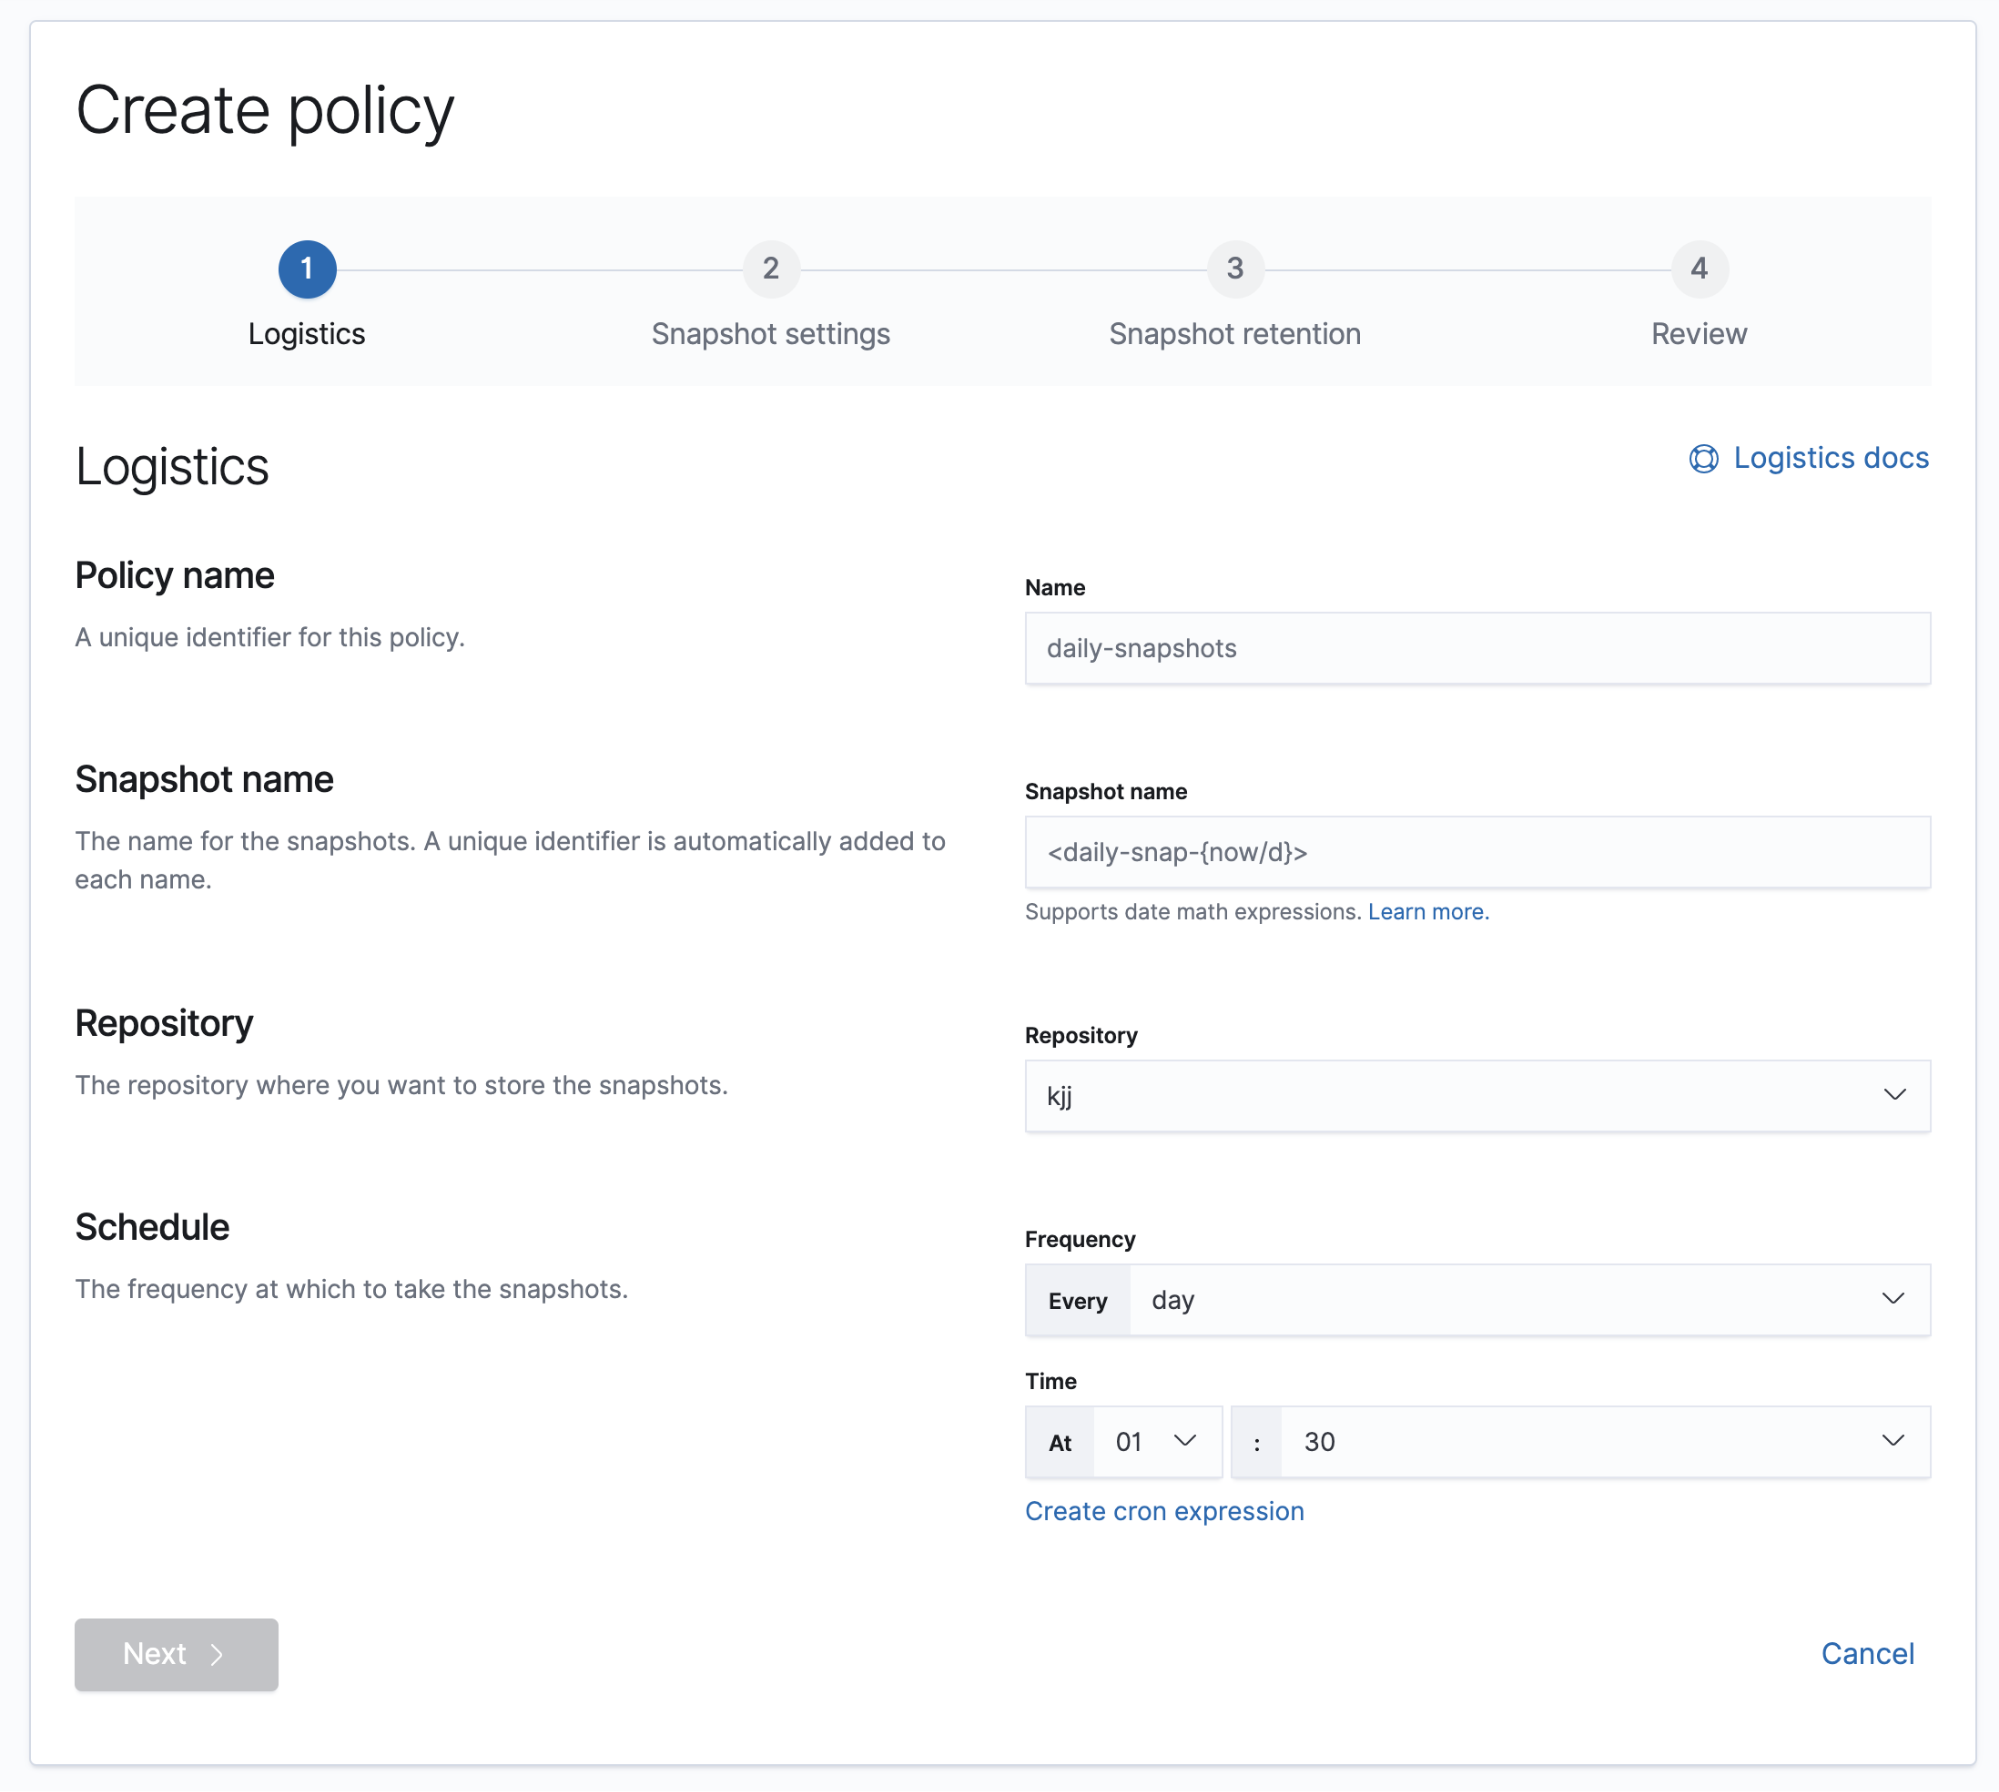 Create policy
1
2
3
4
Logistics
Snapshot settings
Snapshot retention
Review
Logistics
Logistics docs
Policy name
A unique identifier for this policy.
Name
daily-snapshots
Snapshot name
The name for the snapshots. A unique identifier is automatically added to
each name.
Snapshot name
<daily-snap-{now/d}>
Supports date math expressions. Learn more.
Repository
The repository where you want to store the snapshots.
Repository
kjj
Schedule
The frequency at which to take the snapshots.
Frequency
Every day
Time
At 01 : 30
Create cron expression
Next
Cancel